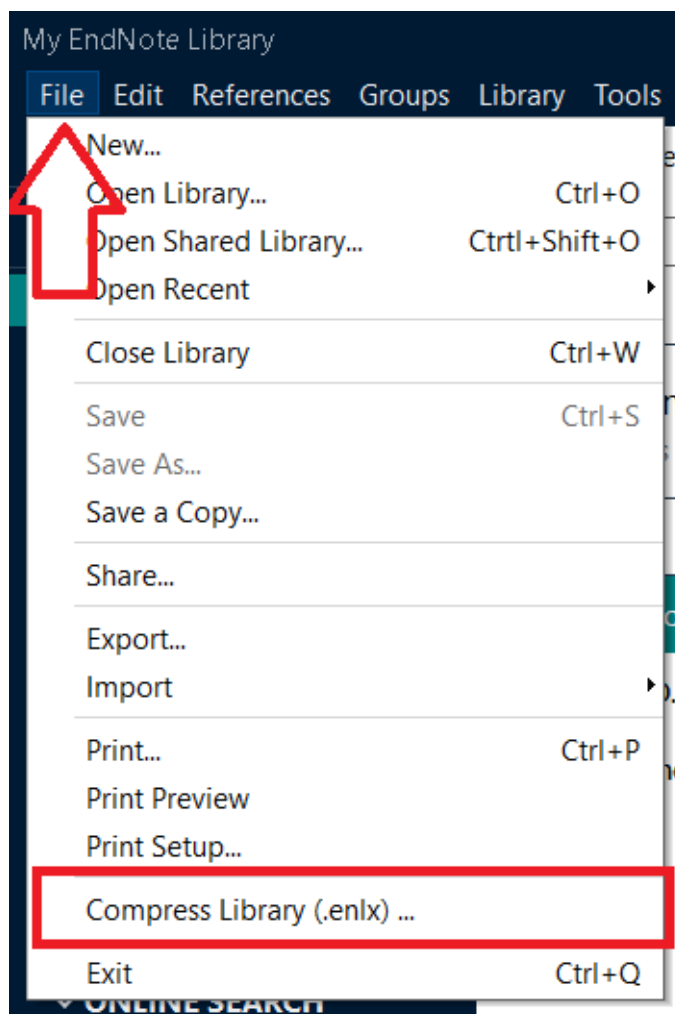 My EndNote Library
File Edit References Groups Library Tools
New...
Open Library... Ctrl+O
Open Shared Library... Ctrtl+Shift+O
Open Recent
Close Library Ctrl+W
Save Ctrl+S
Save As...
Save a Copy...
Share...
Export...
Import
Print... Ctrl+P
Print Preview
Print Setup...
Compress Library (.enlx) ...
Exit Ctrl+Q
ONLINE SEARCH